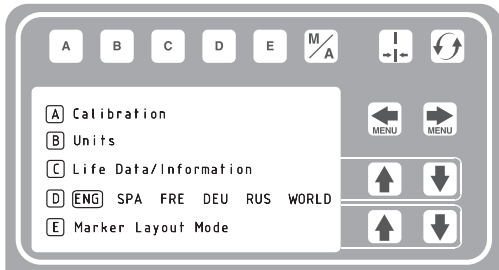 A B C D E M/A
MENU MENU
A Calibration
B Units
C Life Data/Information
D ENG SPA FRE DEU RUS WORLD
E Marker Layout Mode